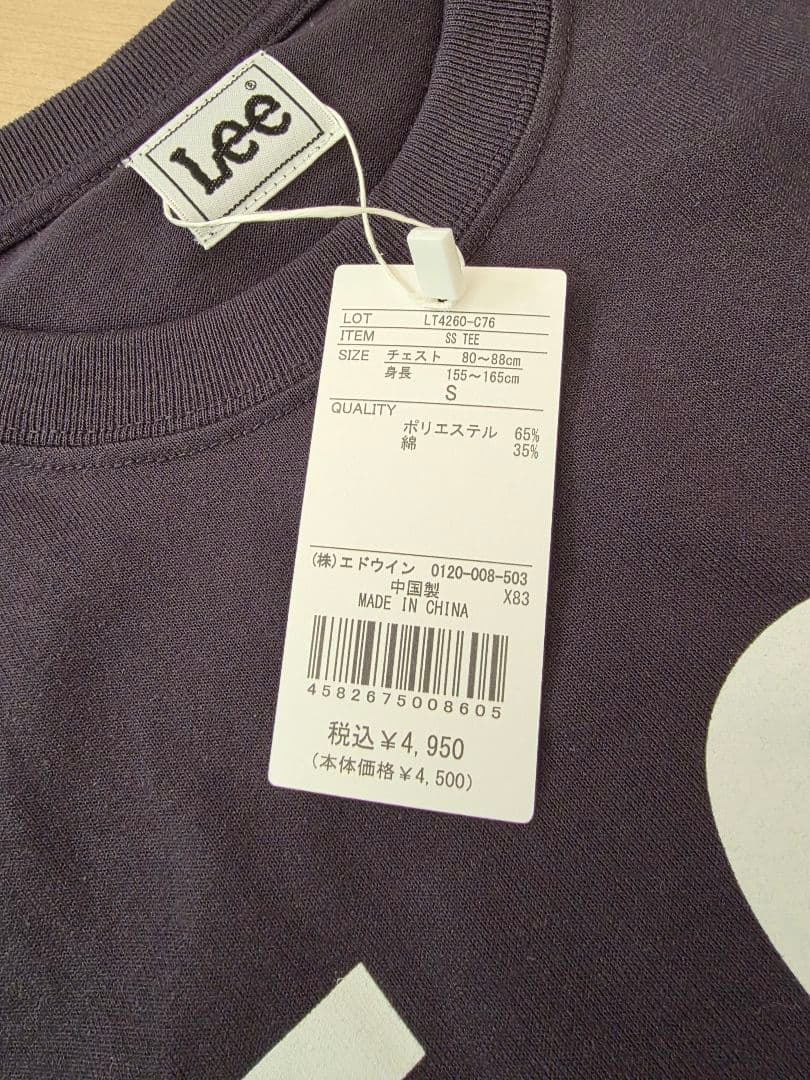 Lee®
LOT LT4260-C76
ITEM SS TEE
SIZE チェスト 80～88cm
身長 155～165cm
S
QUALITY
ポリエステル 65%
綿 35%
(株)エドウイン 0120-008-503
中国製 X83
MADE IN CHINA
4582675008605
税込¥4,950
(本体価格¥4,500)